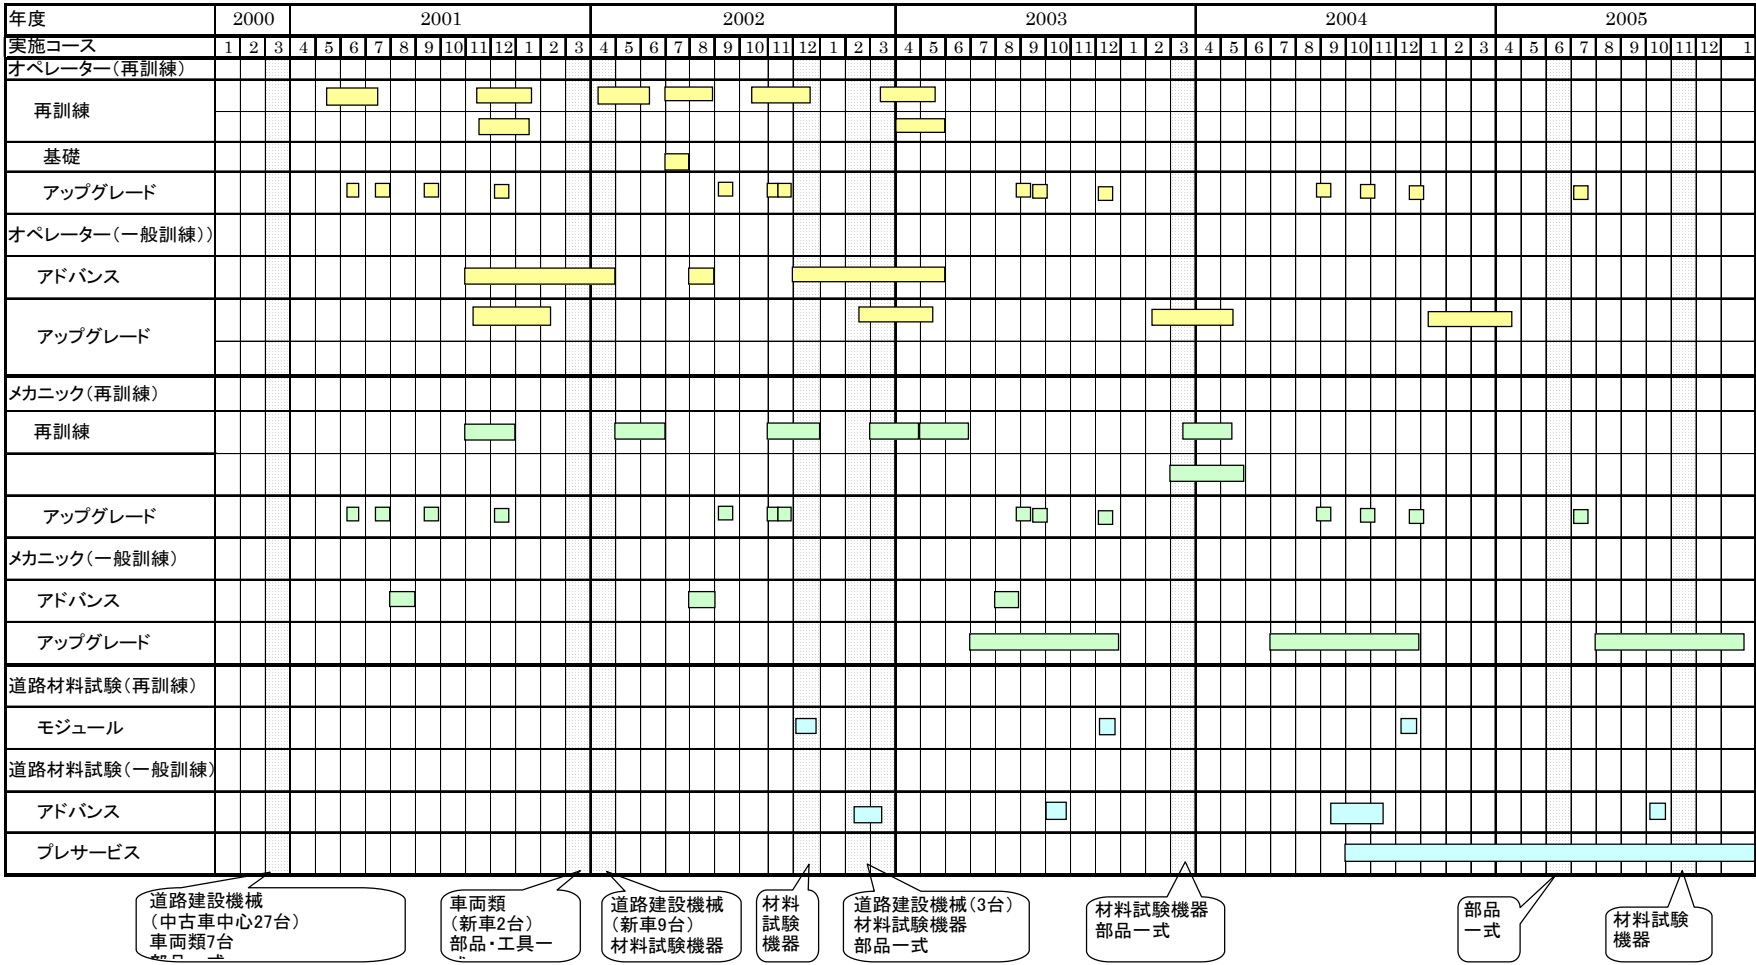 年度 2000 2001 2002 2003 2004 2005
実施コース 1 2 3 4 5 6 7 8 9 10 11 12 1 2 3 4 5 6 7 8 9 10 11 12 1 2 3 4 5 6 7 8 9 10 11 12 1 2 3 4 5 6 7 8 9 10 11 12 1 2 3 4 5 6 7 8 9 10 11 12 1
オペレーター(再訓練)
再訓練
基礎
アップグレード
オペレーター(一般訓練))
アドバンス
アップグレード
メカニック(再訓練)
再訓練
アップグレード
メカニック(一般訓練)
アドバンス
アップグレード
道路材料試験(再訓練)
モジュール
道路材料試験(一般訓練)
アドバンス
プレサービス
道路建設機械
(中古車中心27台)
車両類7台
車両類
(新車2台)
部品・工具一
道路建設機械
(新車9台)
材料試験機器
材料
試験
機器
道路建設機械(3台)
材料試験機器
部品一式
材料試験機器
部品一式
部品
一式
材料試験
機器